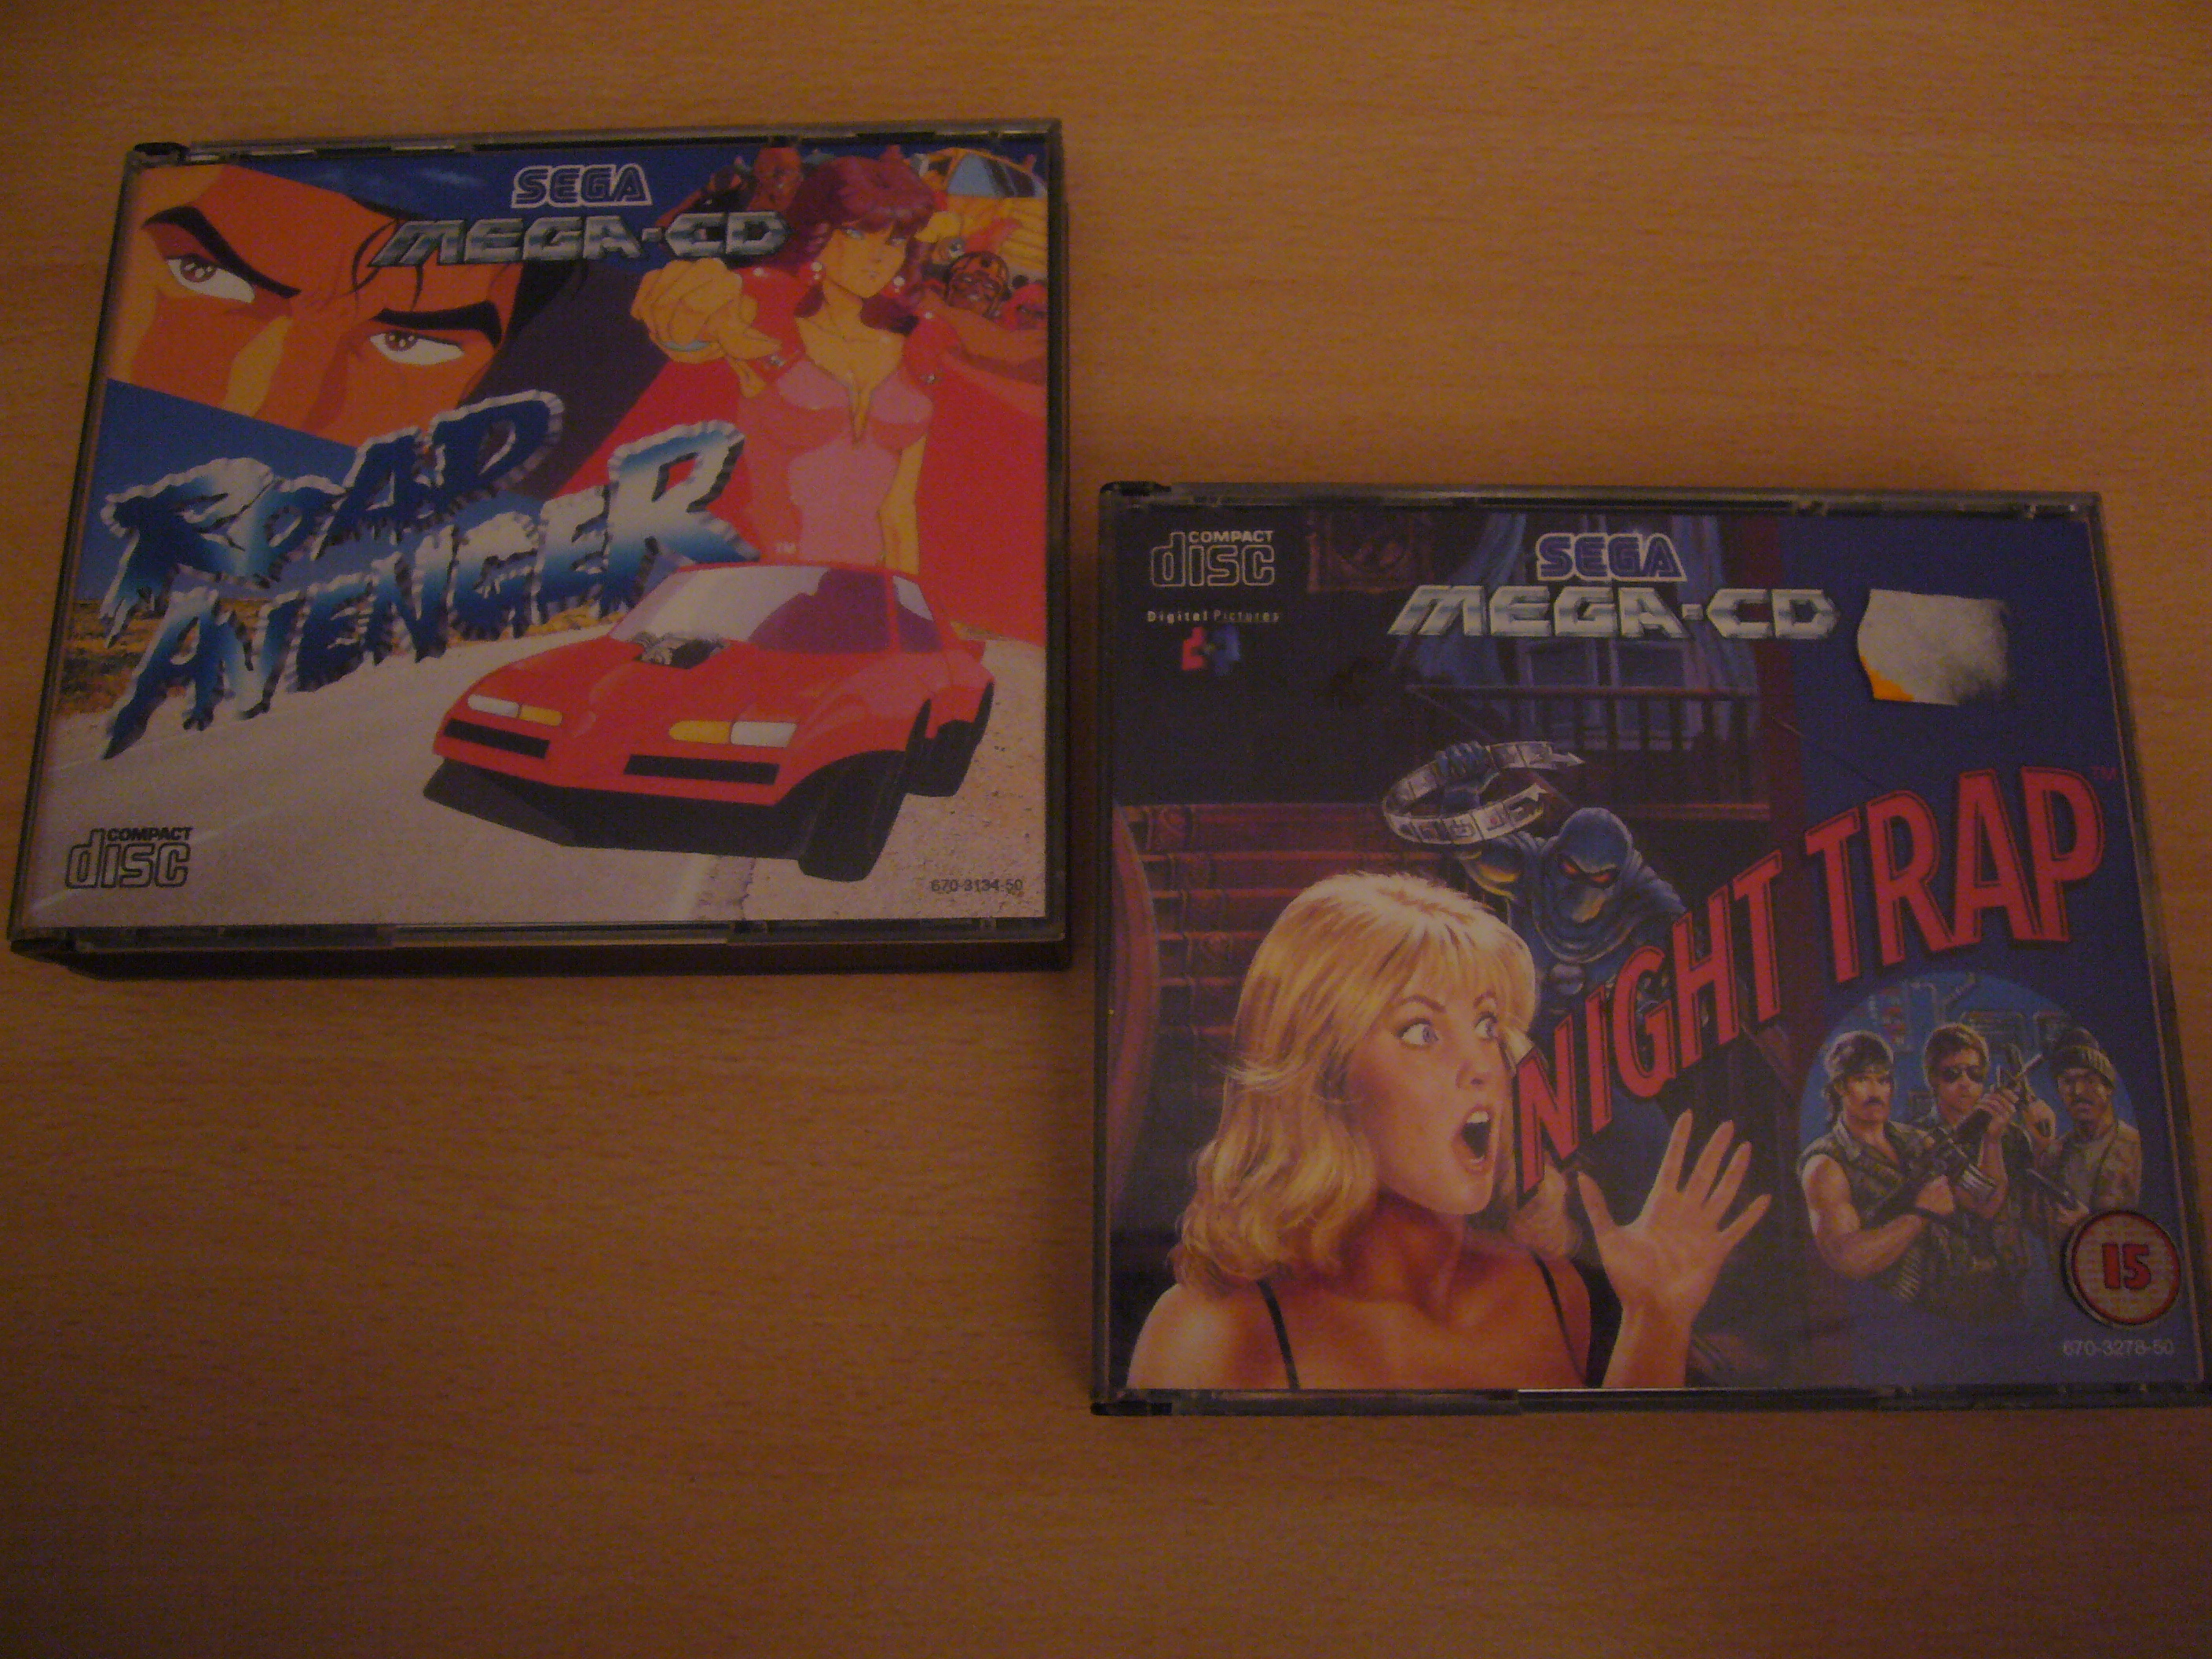 SEGA
MEGA-CD
ROAD
AVENGER
TM
COMPACT
disc
670-3134-50
COMPACT
disc
Digital Pictures
SEGA
MEGA-CD
NIGHT TRAP
TM
15
670-3278-50